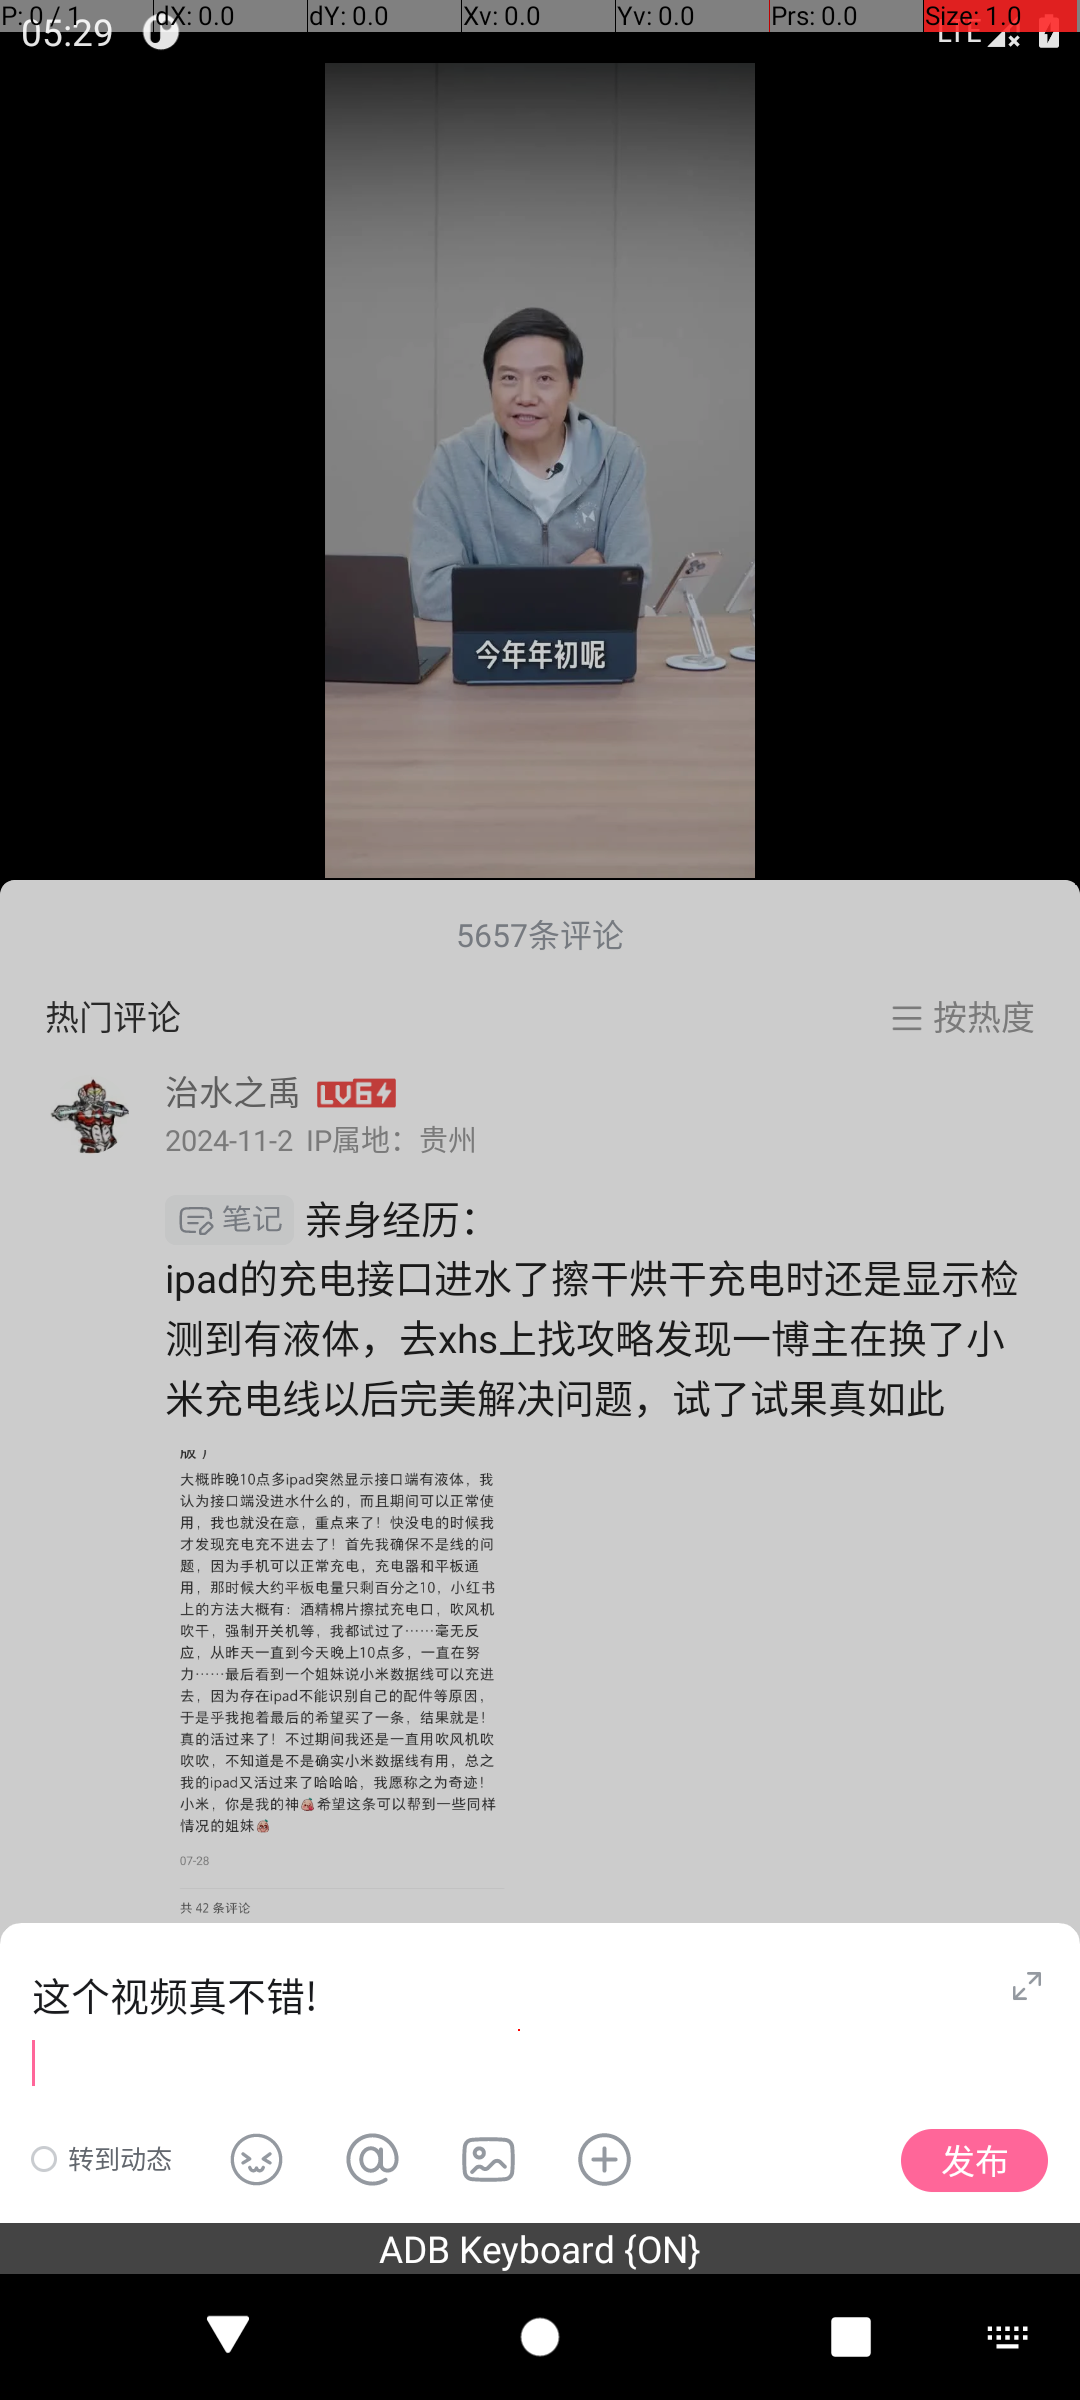 P: 0 / 1 dX: 0.0 dY: 0.0 Xv: 0.0 Yv: 0.0 Prs: 0.0 Size: 1.0
05:29 LTE
今年年初呢
5657条评论
热门评论 按热度
治水之禹 LV6
2024-11-2 IP属地：贵州
笔记 亲身经历：
ipad的充电接口进水了擦干烘干充电时还是显示检
测到有液体，去xhs上找攻略发现一博主在换了小
米充电线以后完美解决问题，试了试果真如此
大概昨晚10点多ipad突然显示接口端有液体，我
认为接口端没进水什么的，而且期间可以正常使
用，我也就没在意，重点来了！快没电的时候我
才发现充电充不进去了！首先我确保不是线的问
题，因为手机可以正常充电，充电器和平板通
用，那时候大约平板电量只剩百分之10，小红书
上的方法大概有：酒精棉片擦拭充电口，吹风机
吹干，强制开关机等，我都试过了……毫无反
应，从昨天一直到今天晚上10点多，一直在努
力……最后看到一个姐妹说小米数据线可以充进
去，因为存在ipad不能识别自己的配件等原因，
于是乎我抱着最后的希望买了一条，结果就是！
真的活过来了！不过期间我还是一直用吹风机吹
吹吹，不知道是不是确实小米数据线有用，总之
我的ipad又活过来了哈哈哈，我愿称之为奇迹！
小米，你是我的神希望这条可以帮到一些同样
情况的姐妹
07-28
共 42 条评论
这个视频真不错!
转到动态 发布
ADB Keyboard {ON}